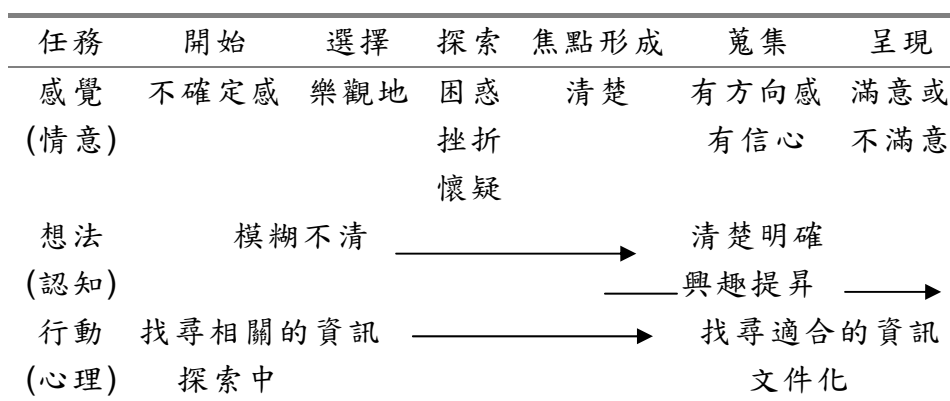 任務 開始 選擇 探索 焦點形成 蒐集 呈現
感覺 不確定感 樂觀地 困惑 清楚 有方向感 滿意或
(情意) 挫折 有信心 不滿意
懷疑
想法 模糊不清 清楚明確
(認知) 興趣提昇
行動 找尋相關的資訊 找尋適合的資訊
(心理) 探索中 文件化